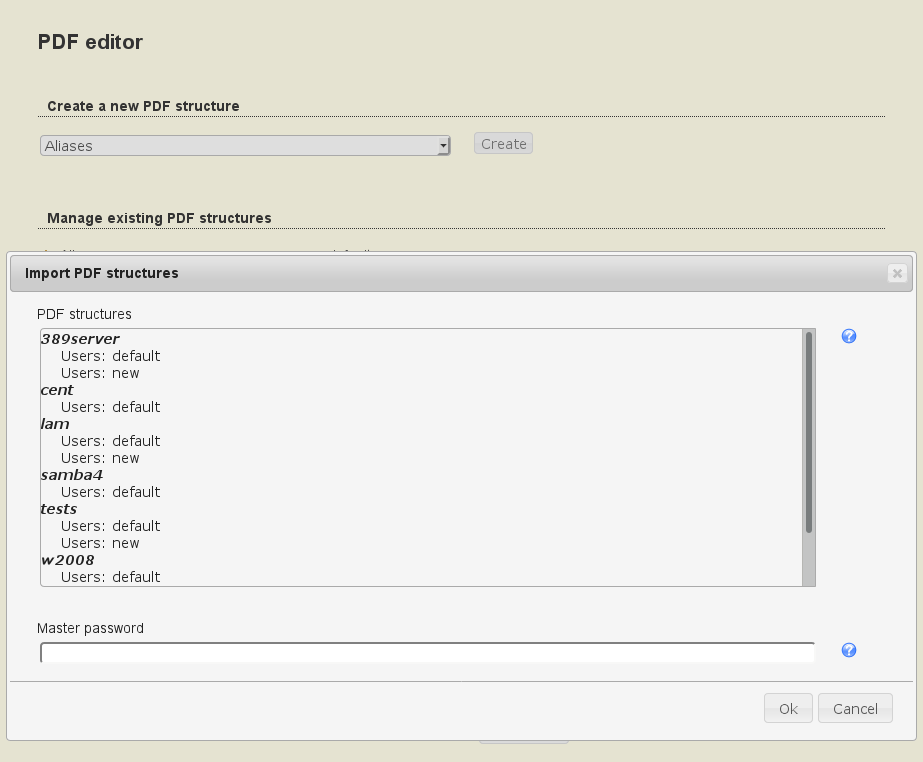 PDF editor
Create a new PDF structure
Aliases
Create
Manage existing PDF structures
Import PDF structures
PDF structures
389server
Users: default
Users: new
cent
Users: default
lam
Users: default
Users: new
samba4
Users: default
tests
Users: default
Users: new
w2008
Users: default
Master password
Ok
Cancel